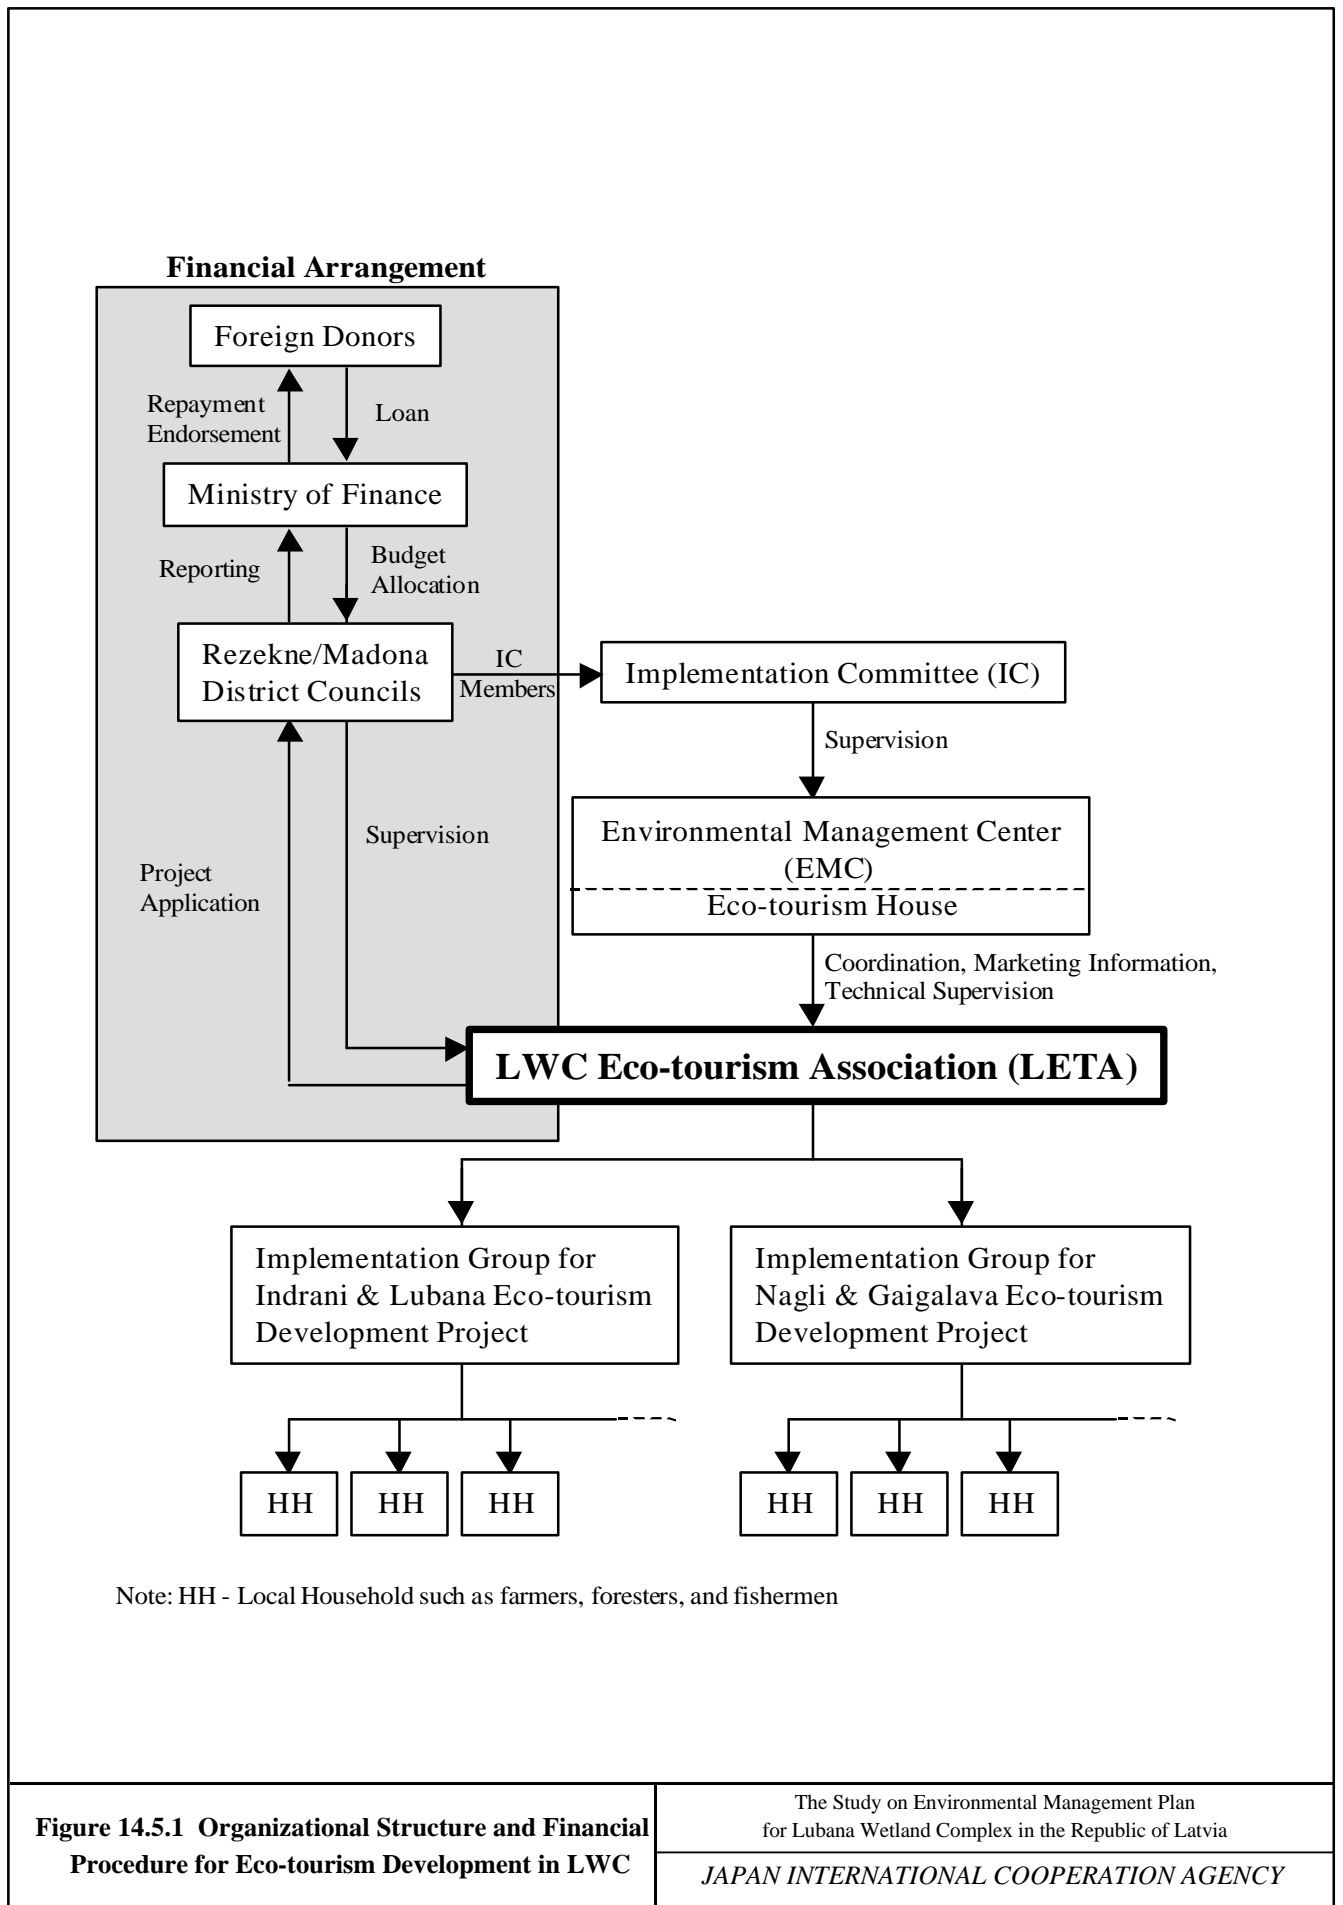 Financial Arrangement
Foreign Donors
Repayment
Endorsement
Loan
Ministry of Finance
Reporting
Budget
Allocation
Rezekne/Madona
District Councils
IC
Members
Implementation Committee (IC)
Supervision
Environmental Management Center
(EMC)
Eco-tourism House
Supervision
Project
Application
Coordination, Marketing Information,
Technical Supervision
LWC Eco-tourism Association (LETA)
Implementation Group for
Indrani & Lubana Eco-tourism
Development Project
Implementation Group for
Nagli & Gaigalava Eco-tourism
Development Project
HH
HH
HH
HH
HH
HH
Note: HH - Local Household such as farmers, foresters, and fishermen
Figure 14.5.1 Organizational Structure and Financial
Procedure for Eco-tourism Development in LWC
The Study on Environmental Management Plan
for Lubana Wetland Complex in the Republic of Latvia
JAPAN INTERNATIONAL COOPERATION AGENCY